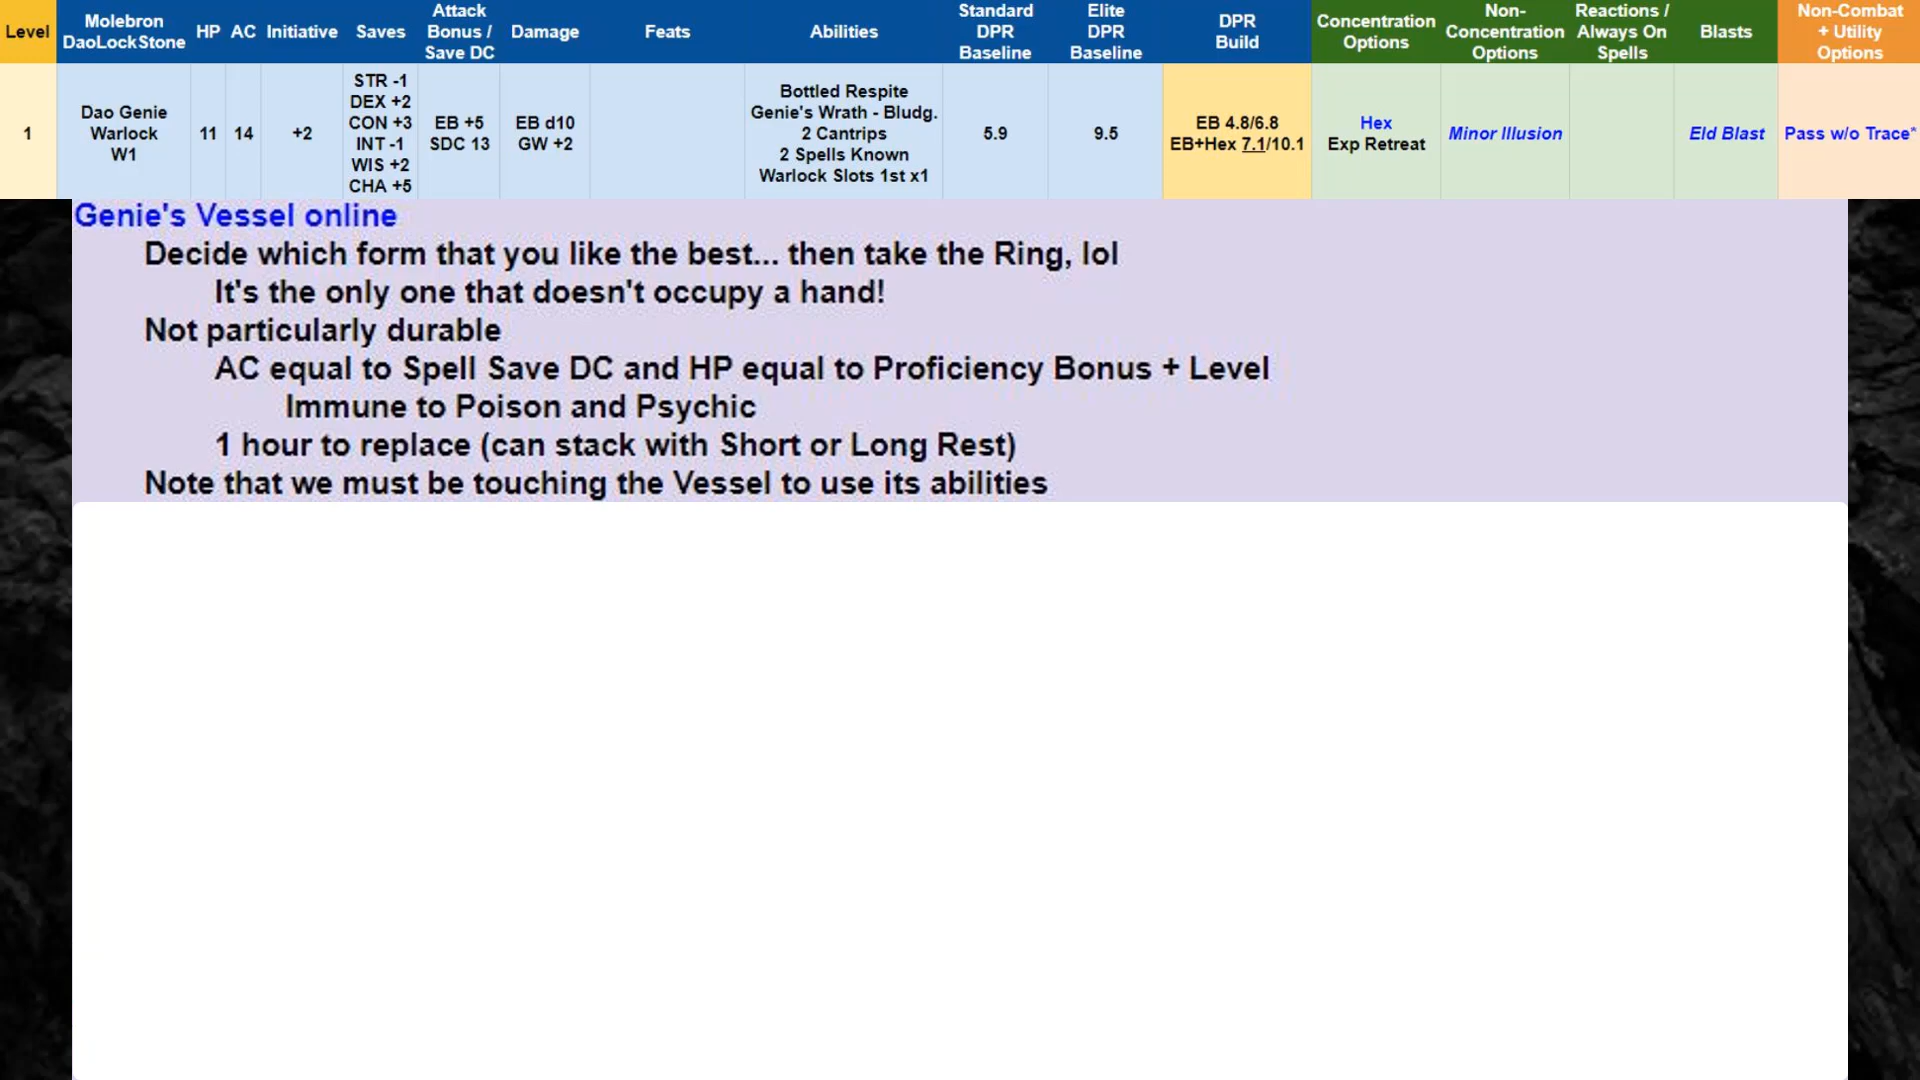 Level
Molebron
DaoLockStone
HP
AC
Initiative
Saves
Attack
Bonus /
Save DC
Damage
Feats
Abilities
Standard
DPR
Baseline
Elite
DPR
Baseline
DPR
Build
Concentration
Options
Non-
Concentration
Options
Reactions /
Always On
Spells
Blasts
Non-Combat
+ Utility
Options
1
Dao Genie
Warlock
W1
11
14
+2
STR -1
DEX +2
CON +3
INT -1
WIS +2
CHA +5
EB +5
SDC 13
EB d10
GW +2
Bottled Respite
Genie's Wrath - Bludg.
2 Cantrips
2 Spells Known
Warlock Slots 1st x1
5.9
9.5
EB 4.8/6.8
EB+Hex 7.1/10.1
Hex
Exp Retreat
Minor Illusion
Eld Blast
Pass w/o Trace*
Genie's Vessel online
Decide which form that you like the best... then take the Ring, lol
It's the only one that doesn't occupy a hand!
Not particularly durable
AC equal to Spell Save DC and HP equal to Proficiency Bonus + Level
Immune to Poison and Psychic
1 hour to replace (can stack with Short or Long Rest)
Note that we must be touching the Vessel to use its abilities